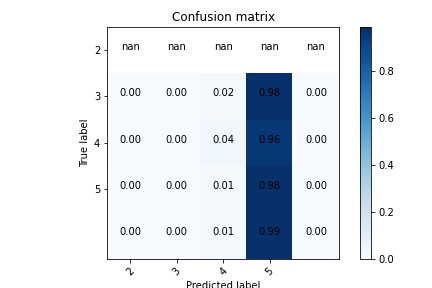 Confusion matrix
2 nan nan nan nan nan
3 0.00 0.00 0.02 0.98 0.00
4 0.00 0.00 0.04 0.96 0.00
5 0.00 0.00 0.01 0.98 0.00
0.00 0.00 0.01 0.99 0.00
True label
2 3 4 5
Predicted label
0.8
0.6
0.4
0.2
0.0